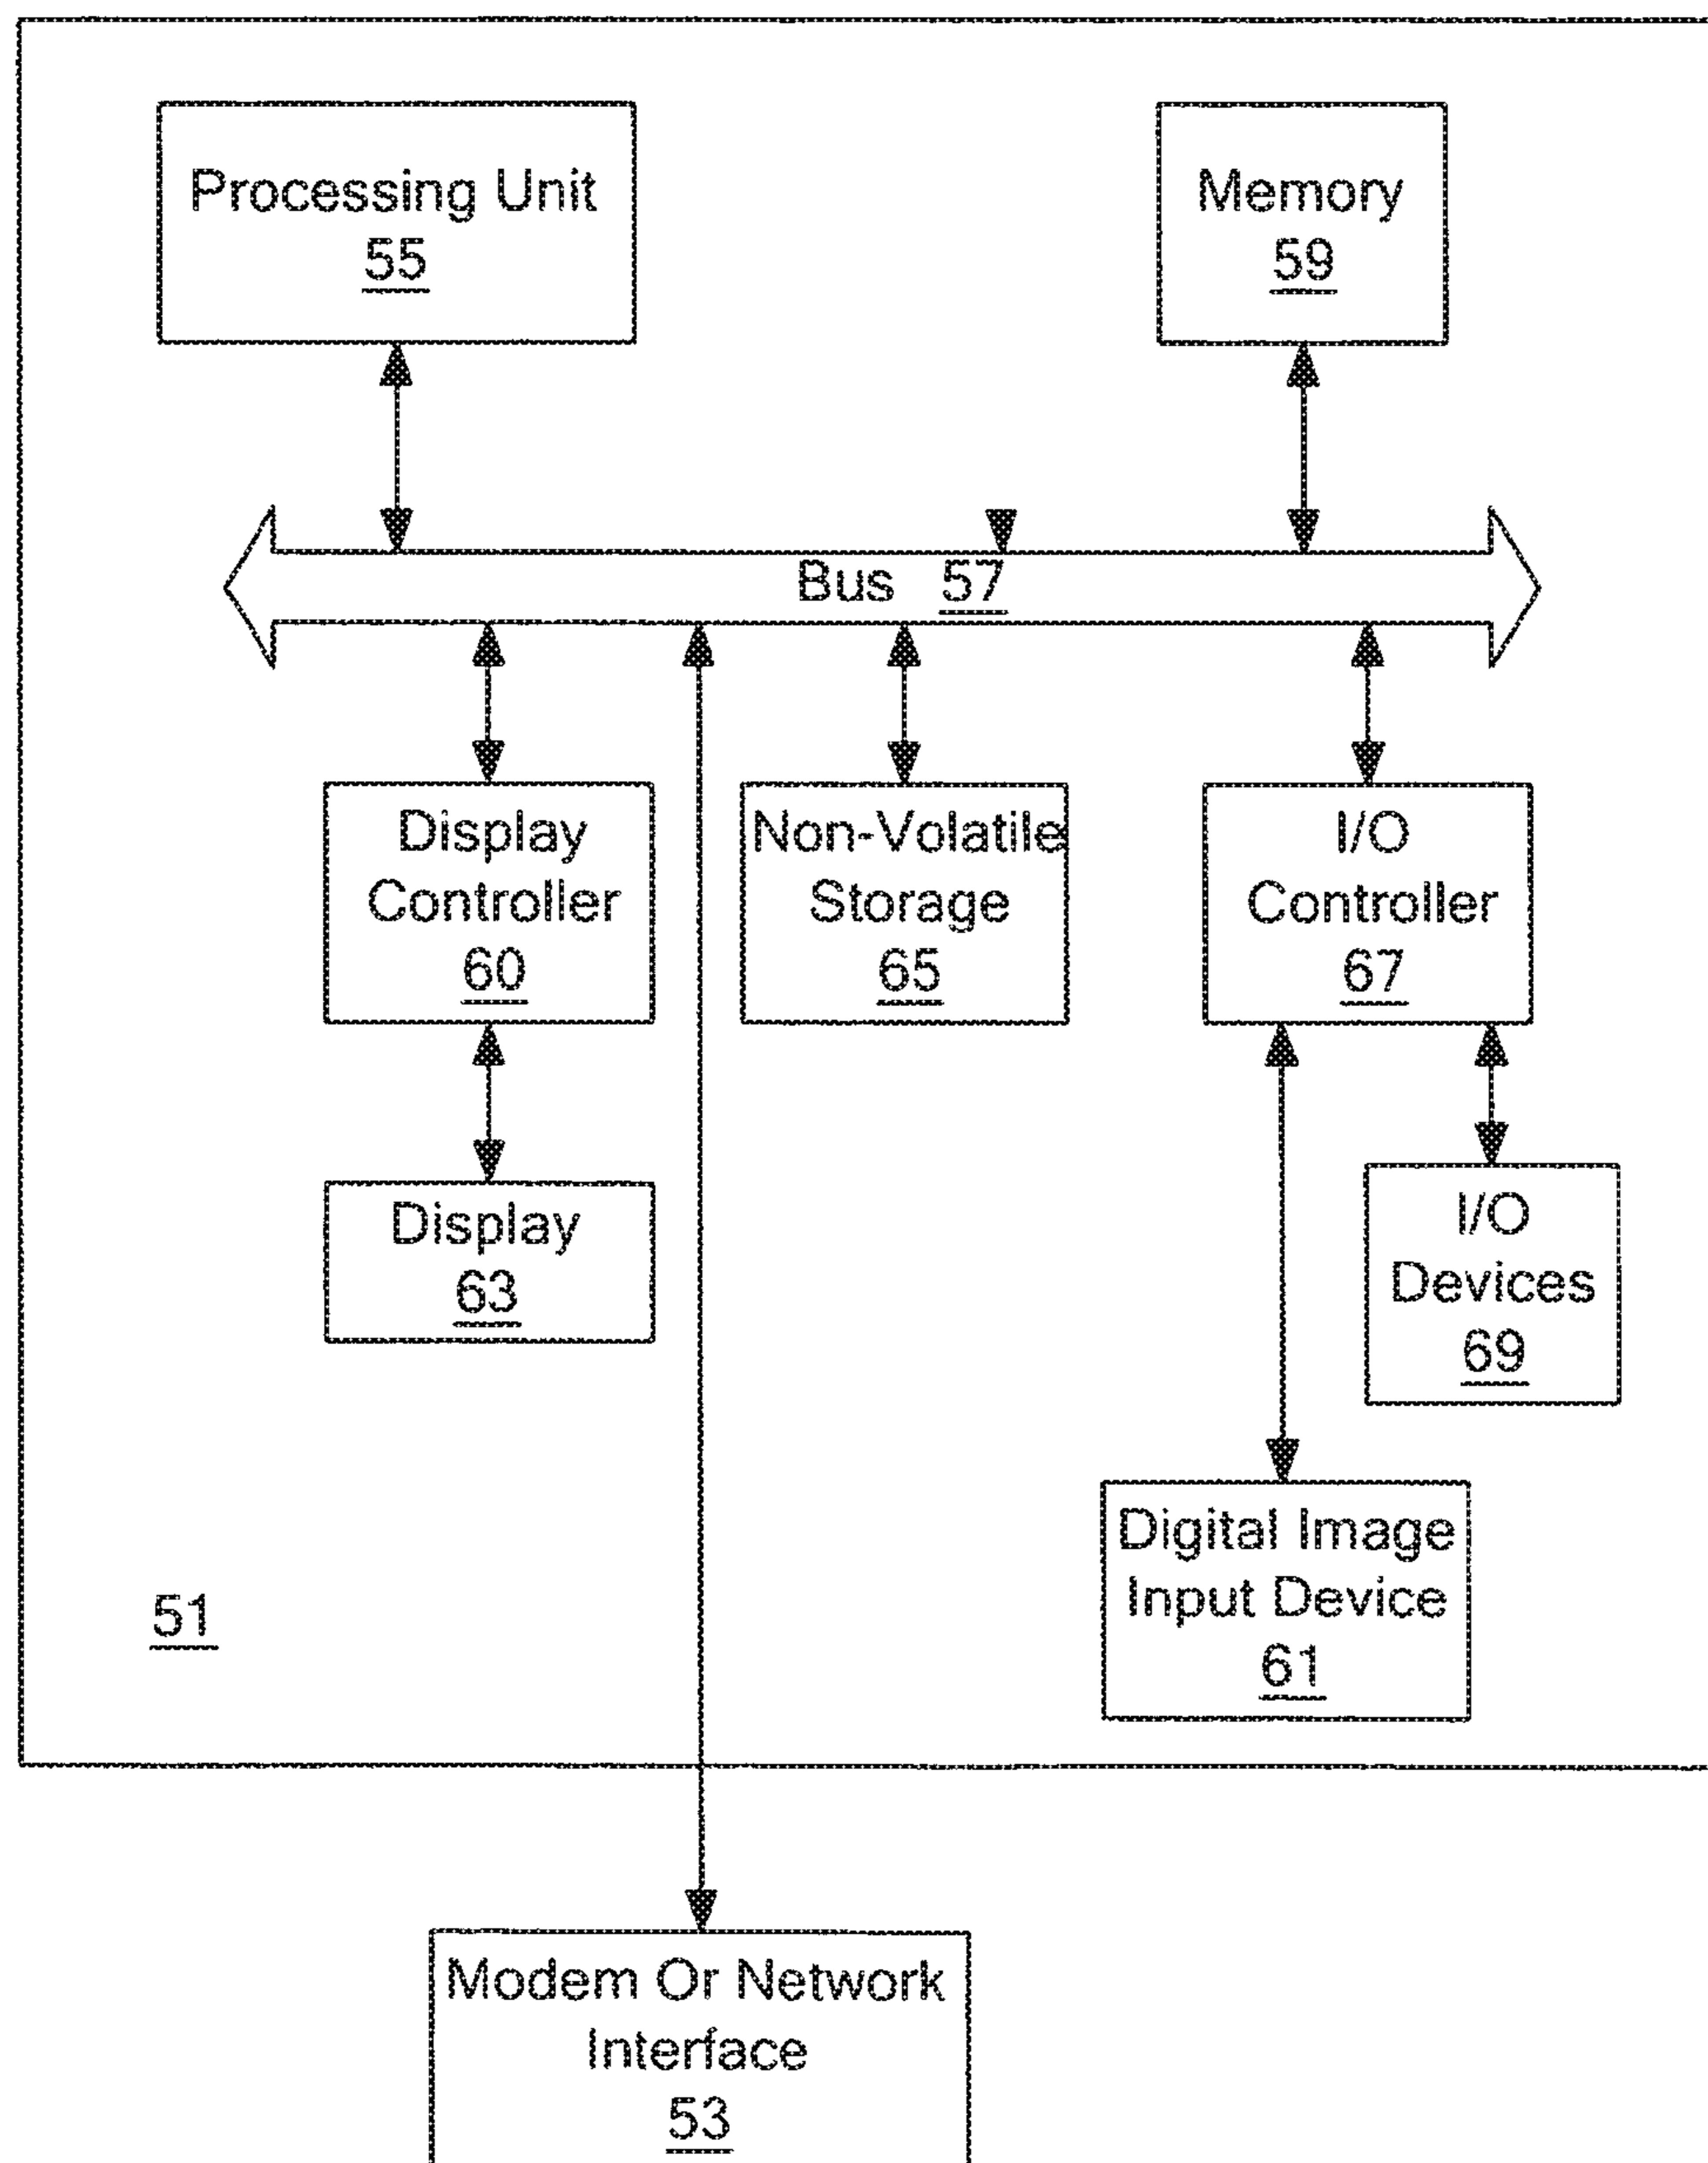 Processing Unit
55
Memory
59
Bus 57
Display
Controller
60
Non-Volatile
Storage
65
I/O
Controller
67
Display
63
I/O
Devices
69
Digital Image
Input Device
61
51
Modem Or Network
Interface
53